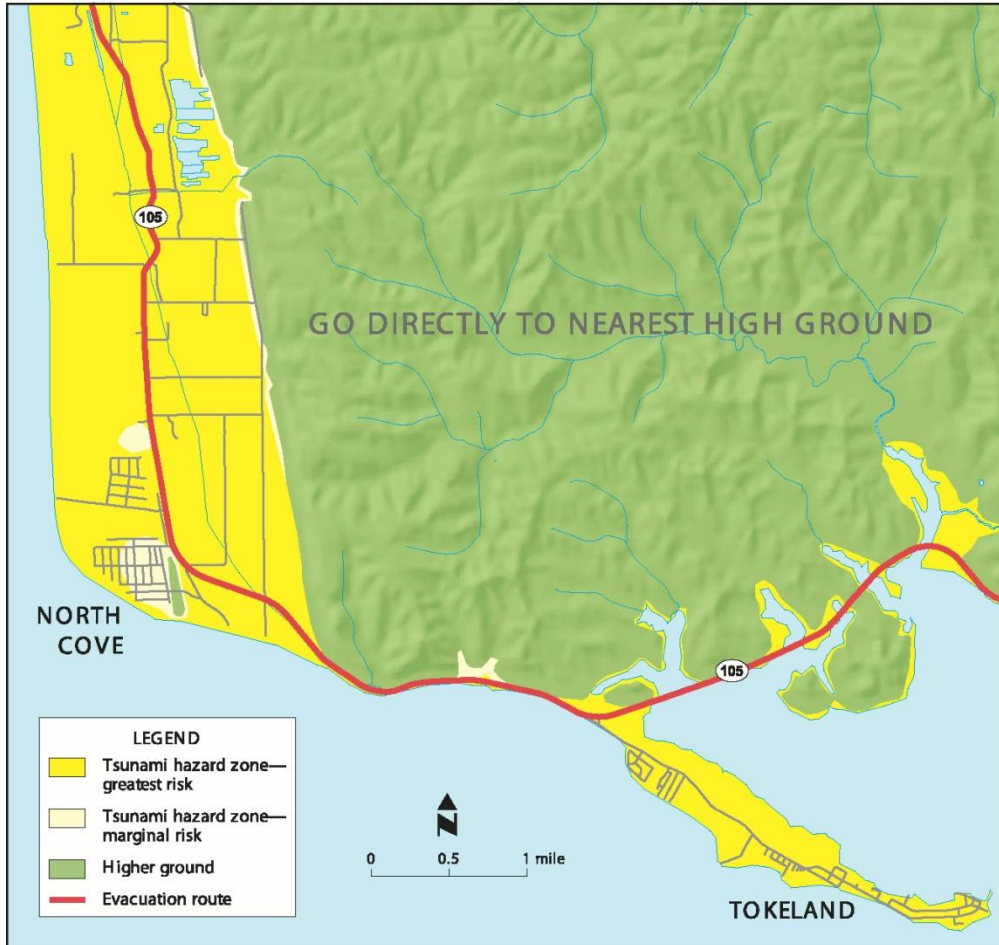 105
GO DIRECTLY TO NEAREST HIGH GROUND
NORTH
COVE
105
LEGEND
Tsunami hazard zone—
greatest risk
Tsunami hazard zone—
marginal risk
Higher ground
Evacuation route
N
0 0.5 1 mile
TOKELAND